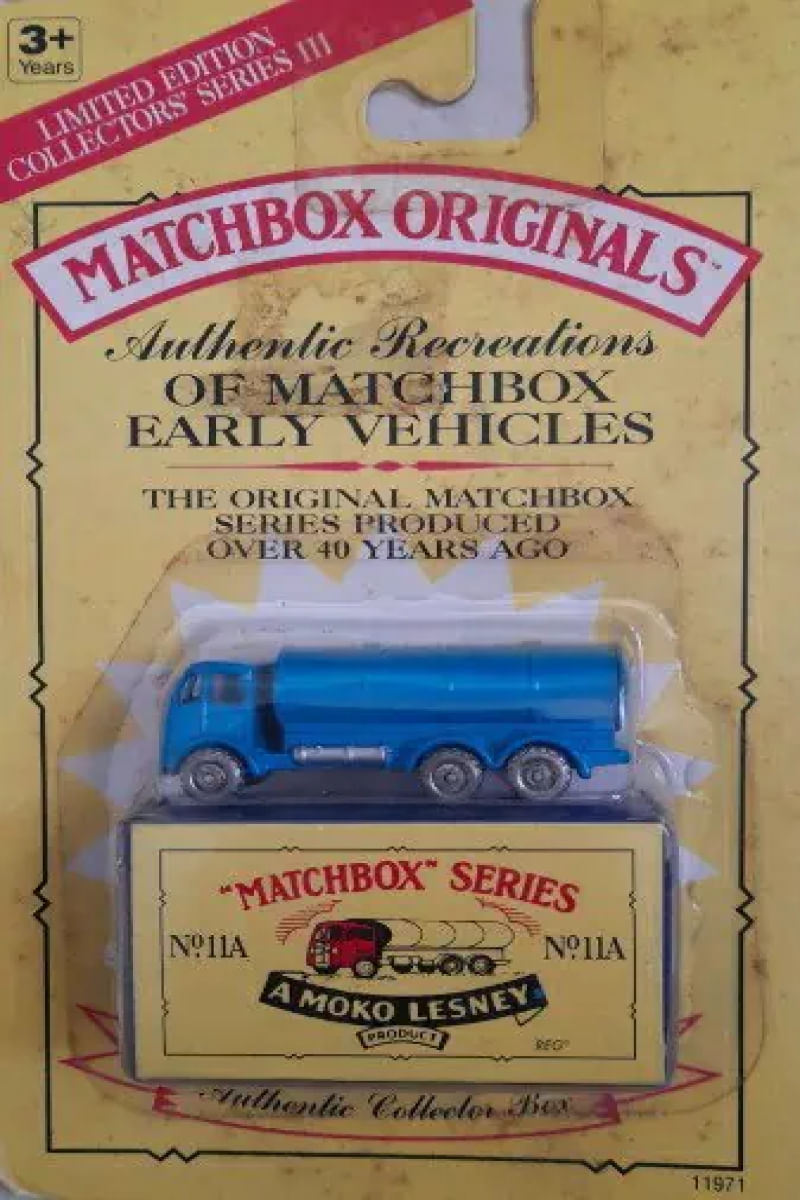 3+
Years
LIMITED EDITION
COLLECTORS' SERIES III
MATCHBOX ORIGINALS™
Authentic Recreations
OF MATCHBOX
EARLY VEHICLES
THE ORIGINAL MATCHBOX
SERIES PRODUCED
OVER 40 YEARS AGO
"MATCHBOX" SERIES
Nº11A
Nº11A
A MOKO LESNEY
PRODUCT
REGD
Authentic Collector Box
11971